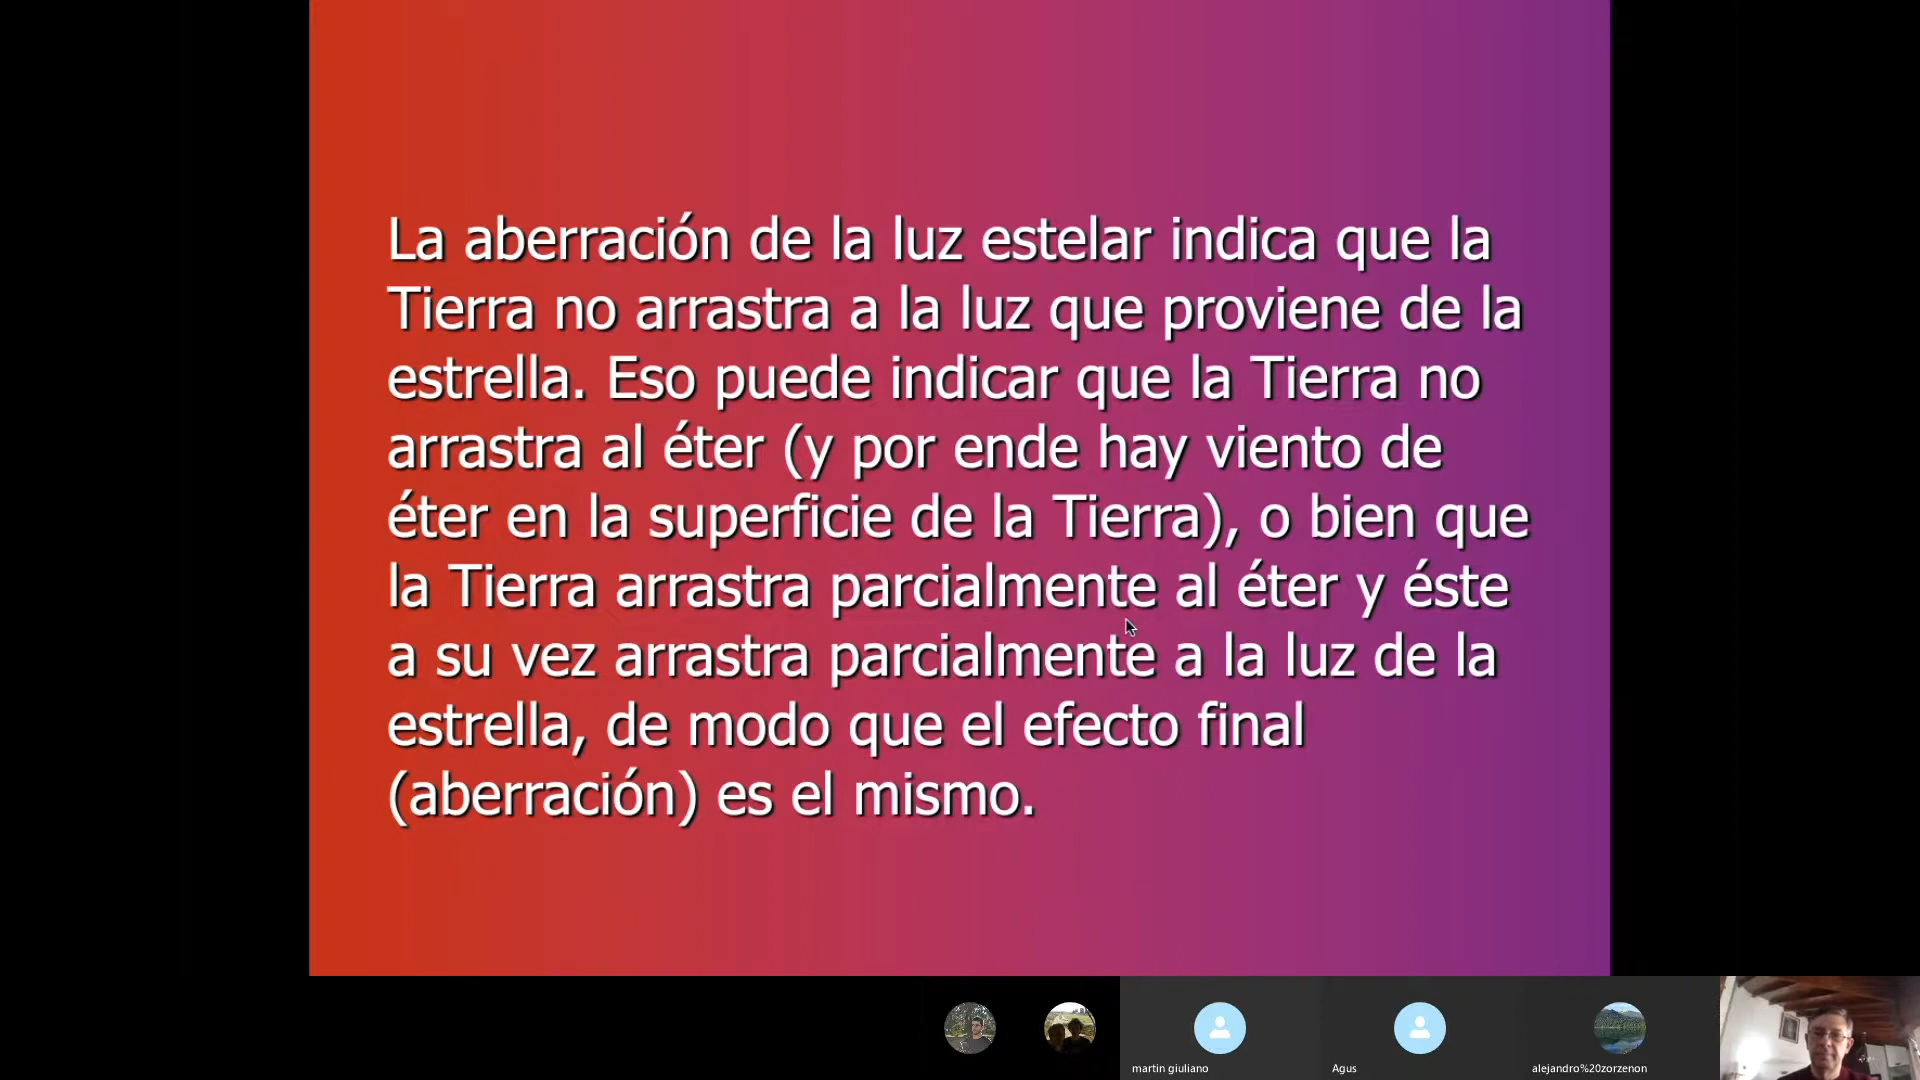 La aberración de la luz estelar indica que la
Tierra no arrastra a la luz que proviene de la
estrella. Eso puede indicar que la Tierra no
arrastra al éter (y por ende hay viento de
éter en la superficie de la Tierra), o bien que
la Tierra arrastra parcialmente al éter y éste
a su vez arrastra parcialmente a la luz de la
estrella, de modo que el efecto final
(aberración) es el mismo.
martin giuliano
Agus
alejandro%20zorzenon